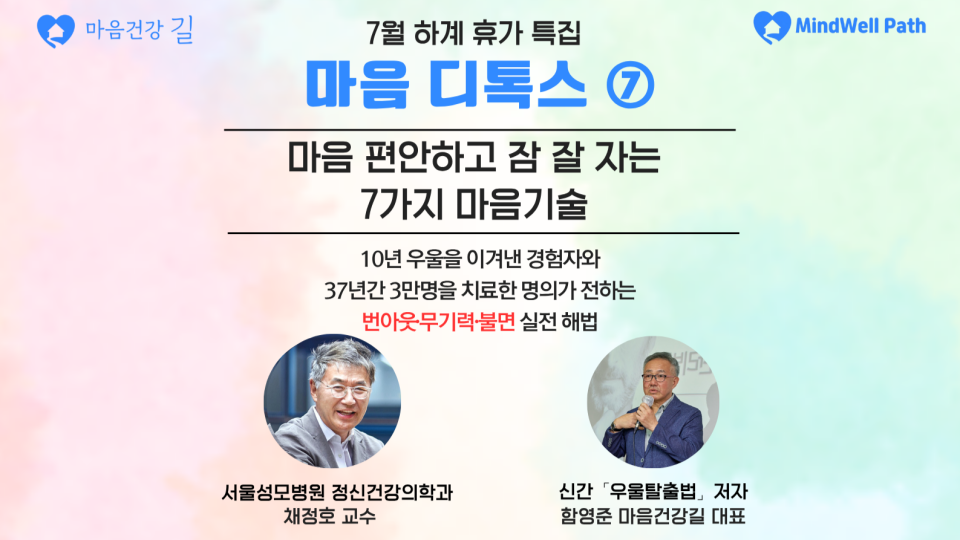 마음건강 길
MindWell Path
7월 하계 휴가 특집
마음 디톡스 ⑦
마음 편안하고 잠 잘 자는
7가지 마음기술
10년 우울을 이겨낸 경험자와
37년간 3만명을 치료한 명의가 전하는
번아웃·무기력·불면 실전 해법
서울성모병원 정신건강의학과
채정호 교수
신간 「우울탈출법」 저자
함영준 마음건강길 대표